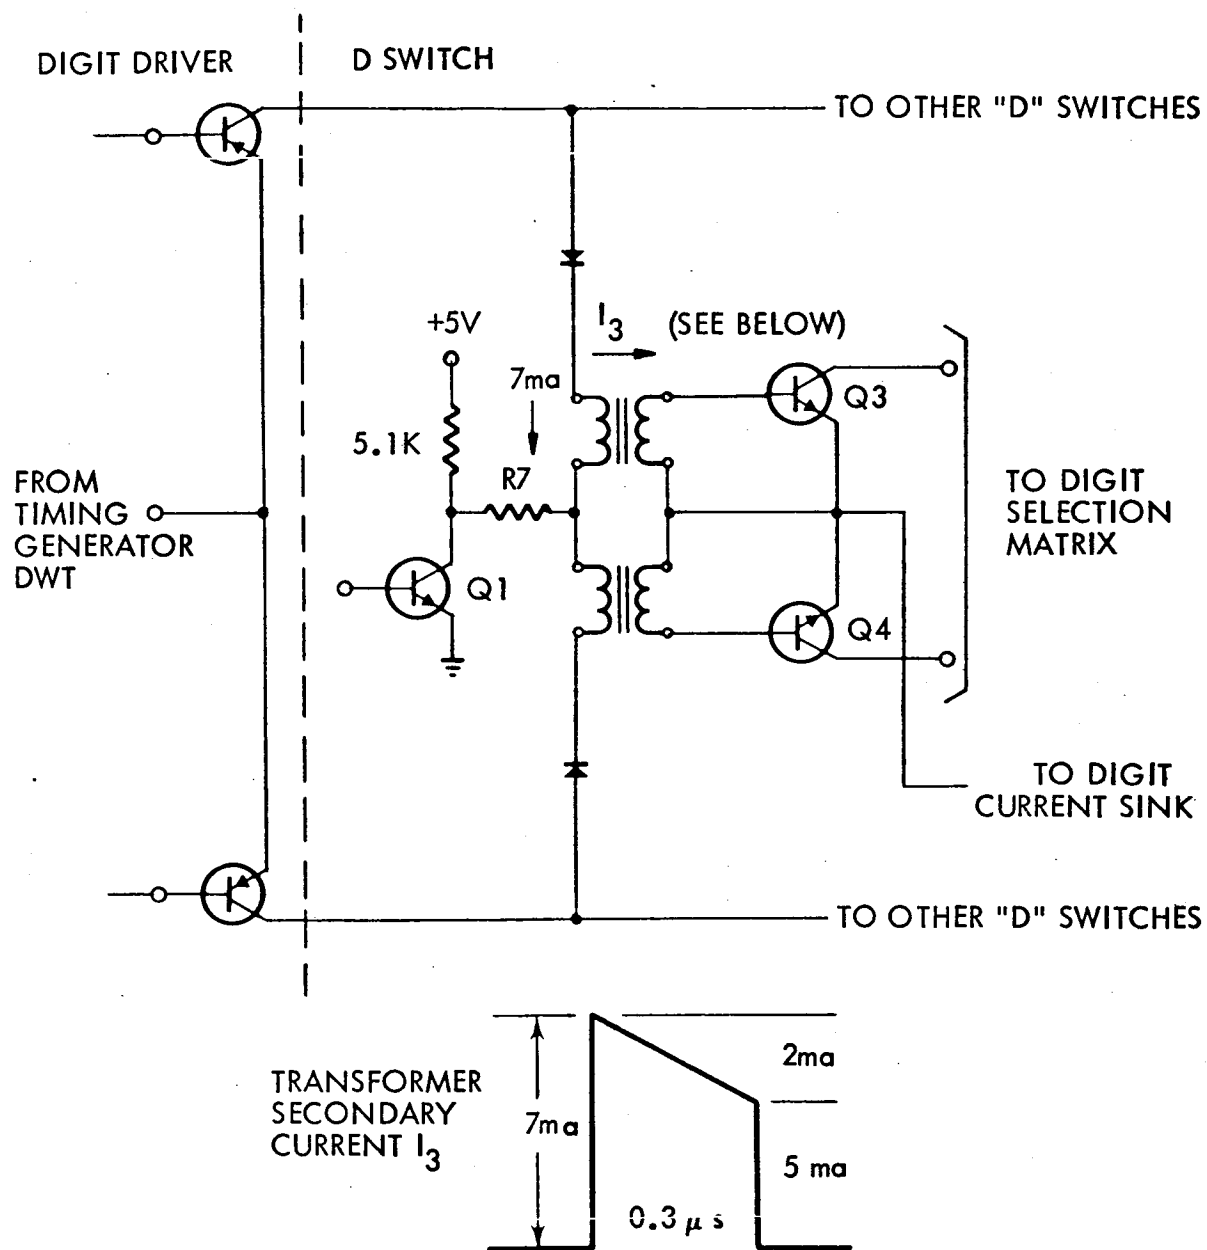 DIGIT DRIVER
D SWITCH
TO OTHER "D" SWITCHES
+5V
I3
(SEE BELOW)
7ma
Q3
5.1K
R7
FROM
TIMING
GENERATOR
DWT
TO DIGIT
SELECTION
MATRIX
Q1
Q4
TO DIGIT
CURRENT SINK
TO OTHER "D" SWITCHES
TRANSFORMER
SECONDARY
CURRENT I3
7ma
2ma
5 ma
0.3 μ s